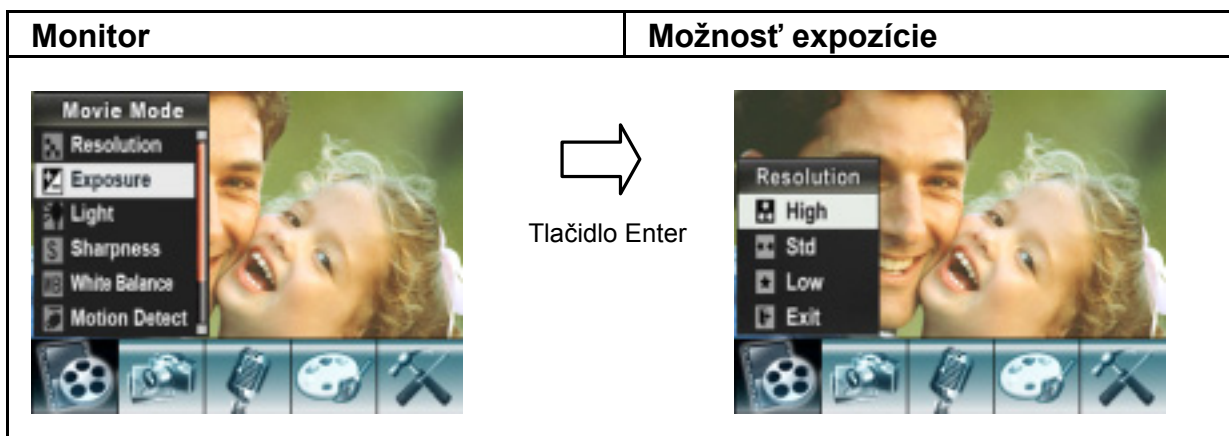 Monitor
Možnosť expozície
Movie Mode
Resolution
Exposure
Light
Sharpness
White Balance
Motion Detect
Tlačidlo Enter
Resolution
High
Std
Low
Exit